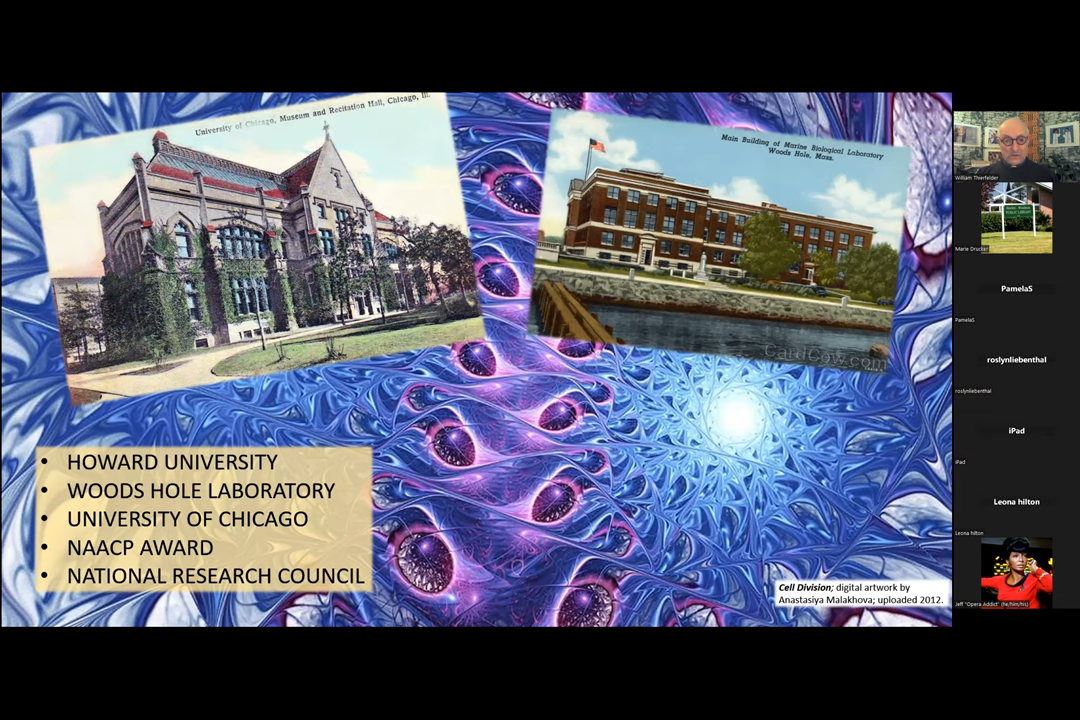 University of Chicago, Museum and Recitation Hall, Chicago, Ill.
Main Building of Marine Biological Laboratory
Woods Hole, Mass.
CardCow.com
• HOWARD UNIVERSITY
• WOODS HOLE LABORATORY
• UNIVERSITY OF CHICAGO
• NAACP AWARD
• NATIONAL RESEARCH COUNCIL
Cell Division; digital artwork by
Anastasiya Malakhova; uploaded 2012.
William Thierfelder
PUBLIC LIBRARY
Marie Drucker
PamelaS
PamelaS
roslynliebenthal
roslynliebenthal
iPad
iPad
Leona hilton
Leona hilton
Jeff "Opera Addict" (he/him/his)